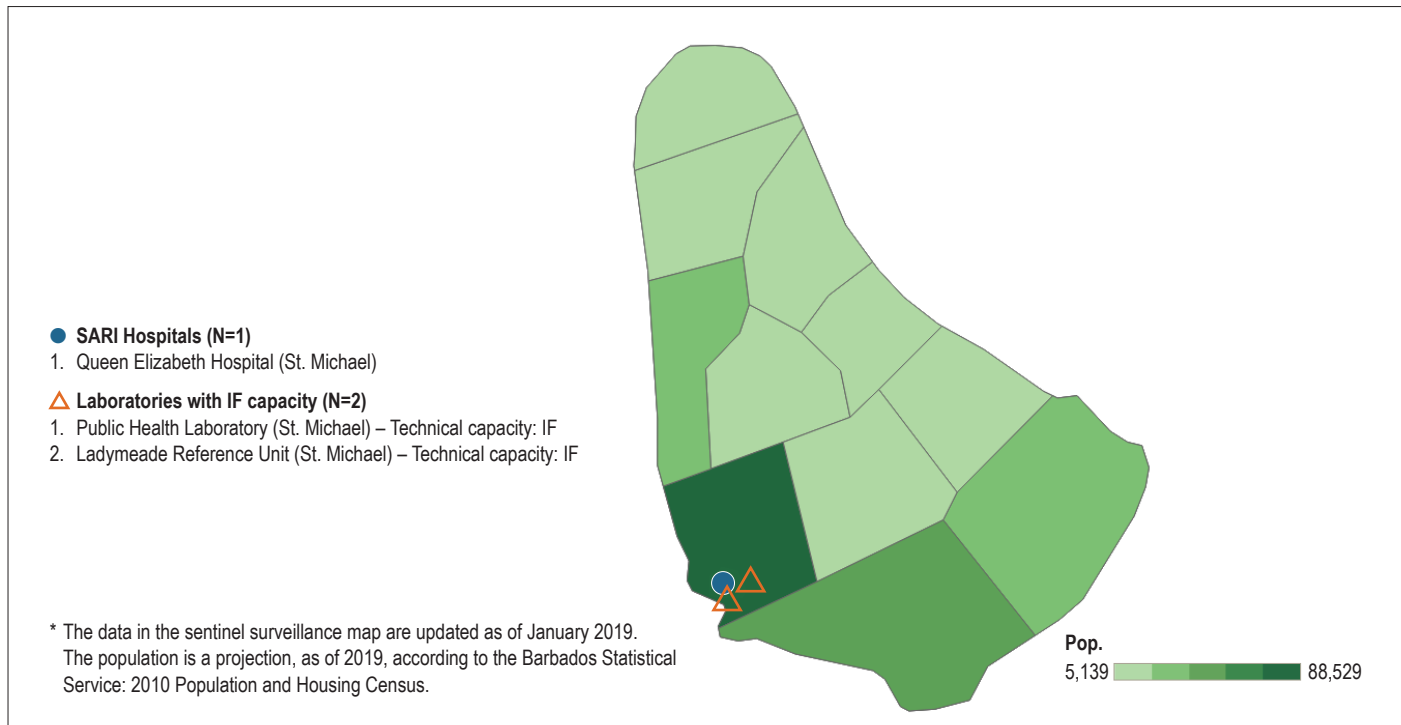 SARI Hospitals (N=1)
1. Queen Elizabeth Hospital (St. Michael)
Laboratories with IF capacity (N=2)
1. Public Health Laboratory (St. Michael) – Technical capacity: IF
2. Ladymeade Reference Unit (St. Michael) – Technical capacity: IF
* The data in the sentinel surveillance map are updated as of January 2019.
The population is a projection, as of 2019, according to the Barbados Statistical
Service: 2010 Population and Housing Census.
Pop.
5,139 88,529